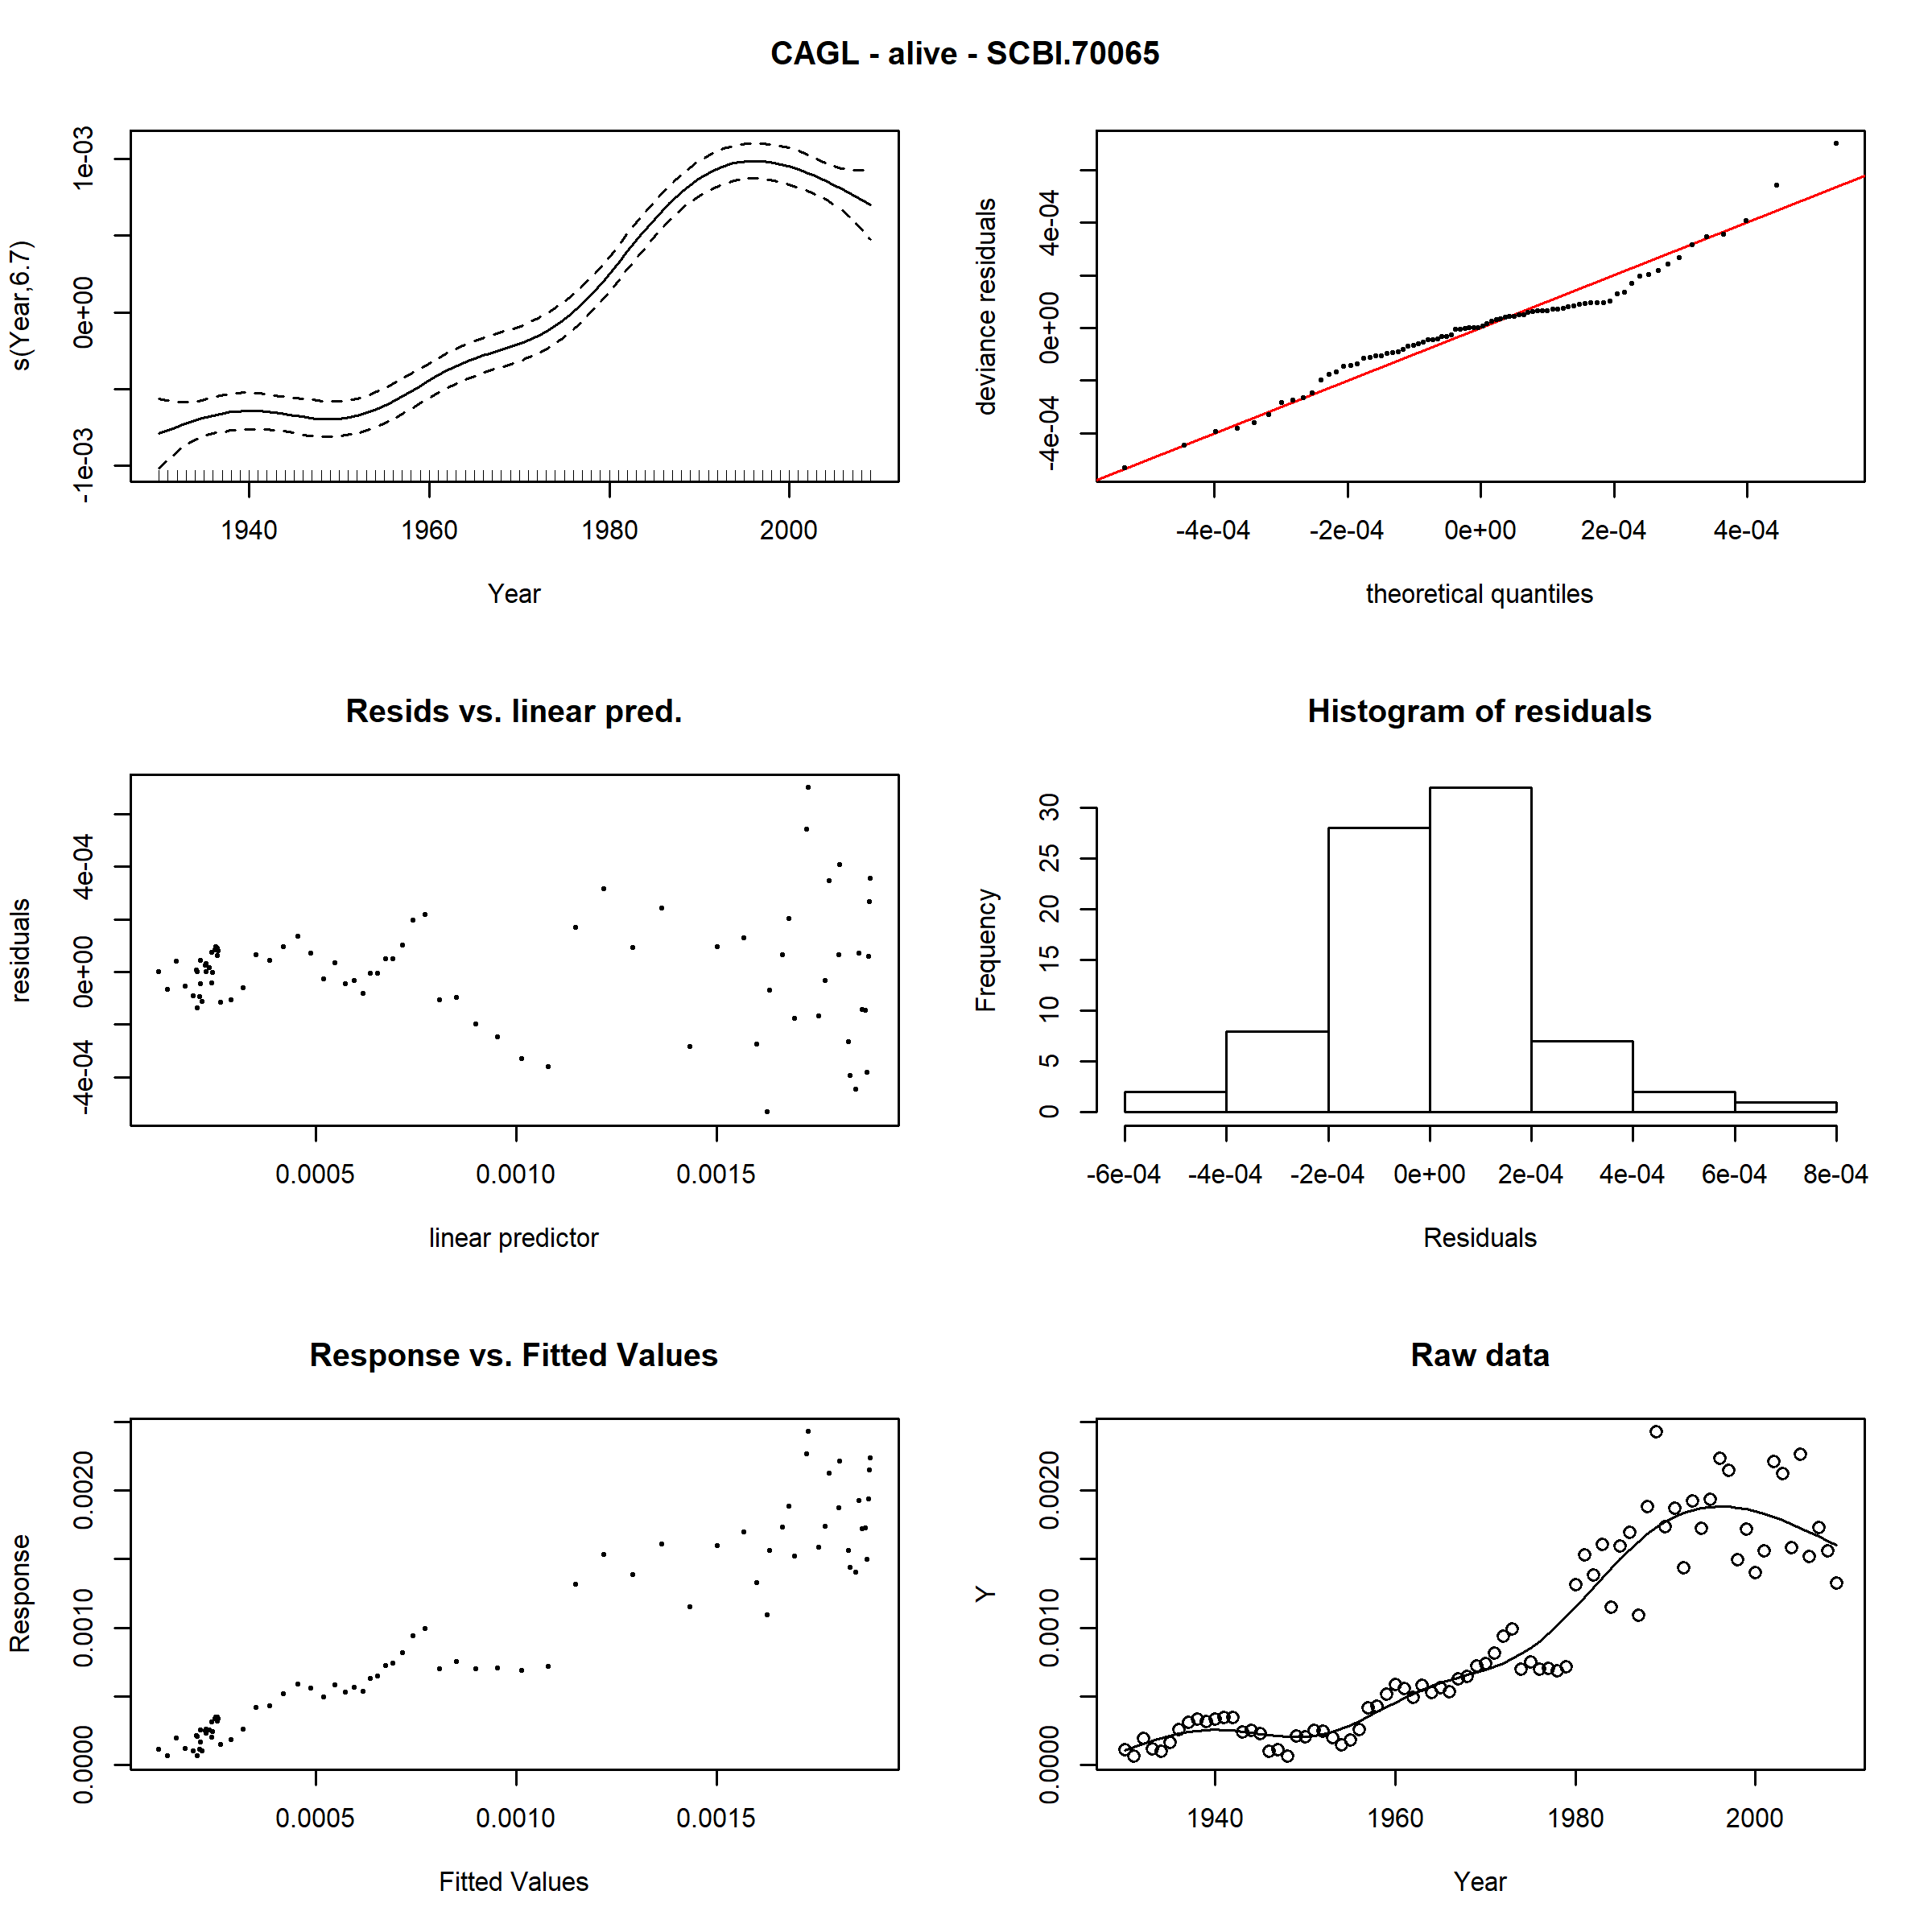 CAGL - alive - SCBI.70065
s(Year,6.7)
-1e-03 0e+00 1e-03
1940 1960 1980 2000
Year
deviance residuals
-4e-04 0e+00 4e-04
-4e-04 -2e-04 0e+00 2e-04 4e-04
theoretical quantiles
Resids vs. linear pred.
residuals
-4e-04 0e+00 4e-04
0.0005 0.0010 0.0015
linear predictor
Histogram of residuals
Frequency
0 5 10 15 20 25 30
-6e-04 -4e-04 -2e-04 0e+00 2e-04 4e-04 6e-04 8e-04
Residuals
Response vs. Fitted Values
Response
0.0000 0.0010 0.0020
0.0005 0.0010 0.0015
Fitted Values
Raw data
Y
0.0000 0.0010 0.0020
1940 1960 1980 2000
Year